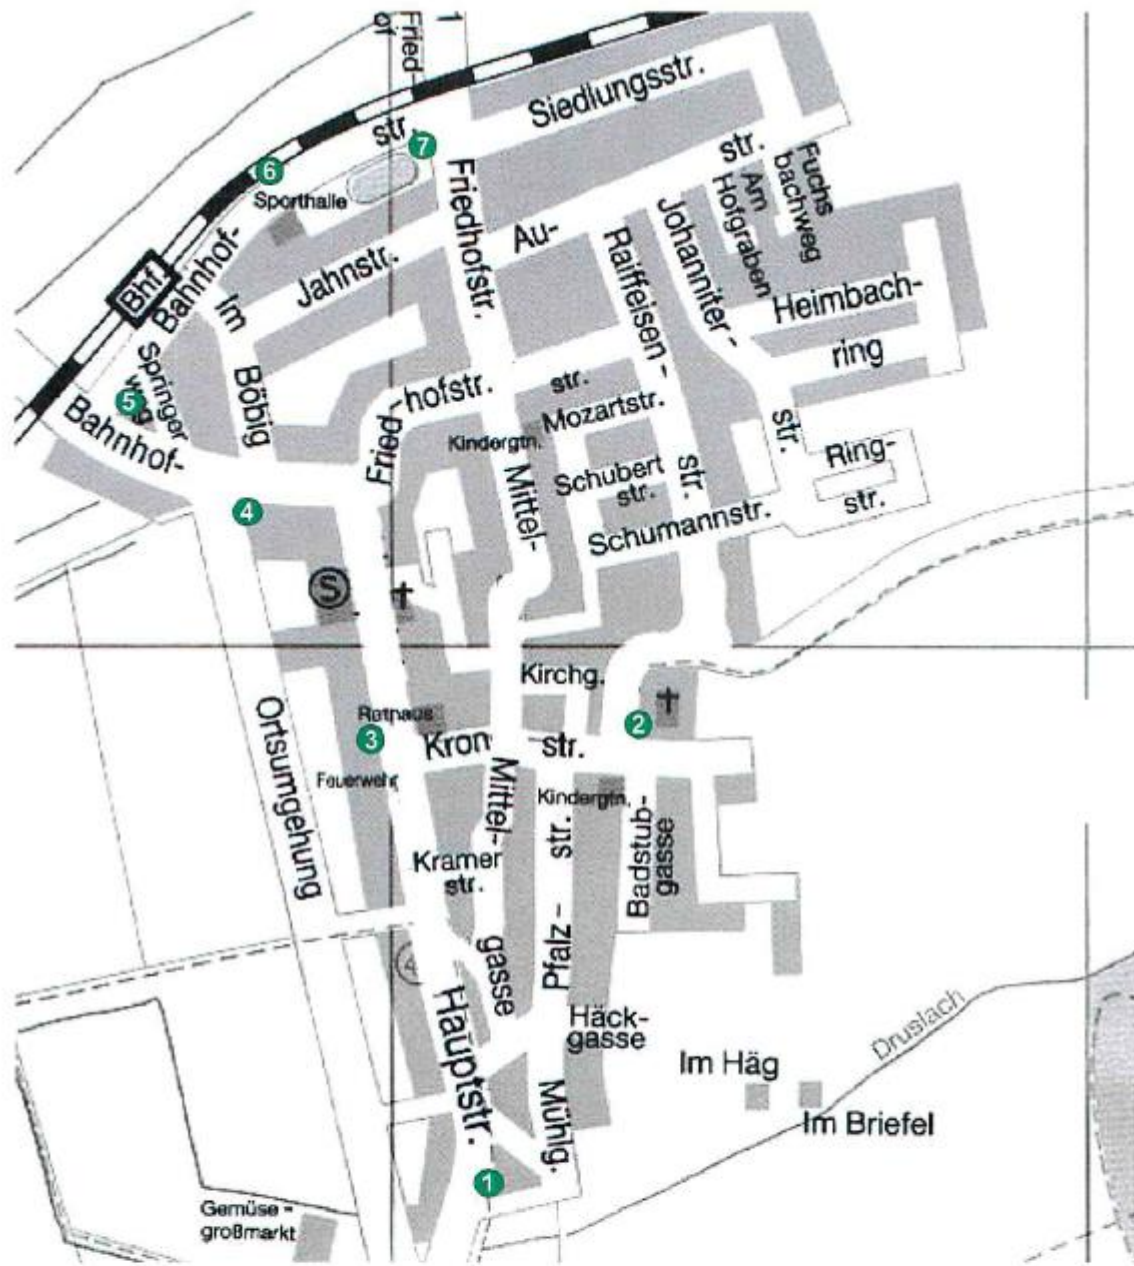 Fried
of
1
Siedlungsstr.
str.
7
6
Sporthalle
Friedhofstr.
str.
Fuchs
bachweg
Am
Hofgraben
Johanniter-
str.
Au-
Raiffeisen-
str.
Jahnstr.
Bahnhof-
Bhf
Im
Böbig
Heimbach-
ring
Springer
5
Bahnhof-
Fried-hofstr.
str.
Mozartstr.
Kindergtn.
Mittel-
Schubert
str.
Schumannstr.
Ring-
str.
4
S
Kirchg.
2
Ortsumgehung
Rathaus
3
Kron
str.
Feuerwehr
Mittel-
gasse
Kindergtn.
Kramer
str.
Pfalz-
str.
Badstub-
gasse
4
Hauptstr.
Häck-
gasse
Im Häg
Druslach
Im Briefel
Mühlg.
1
Gemüse-
großmarkt